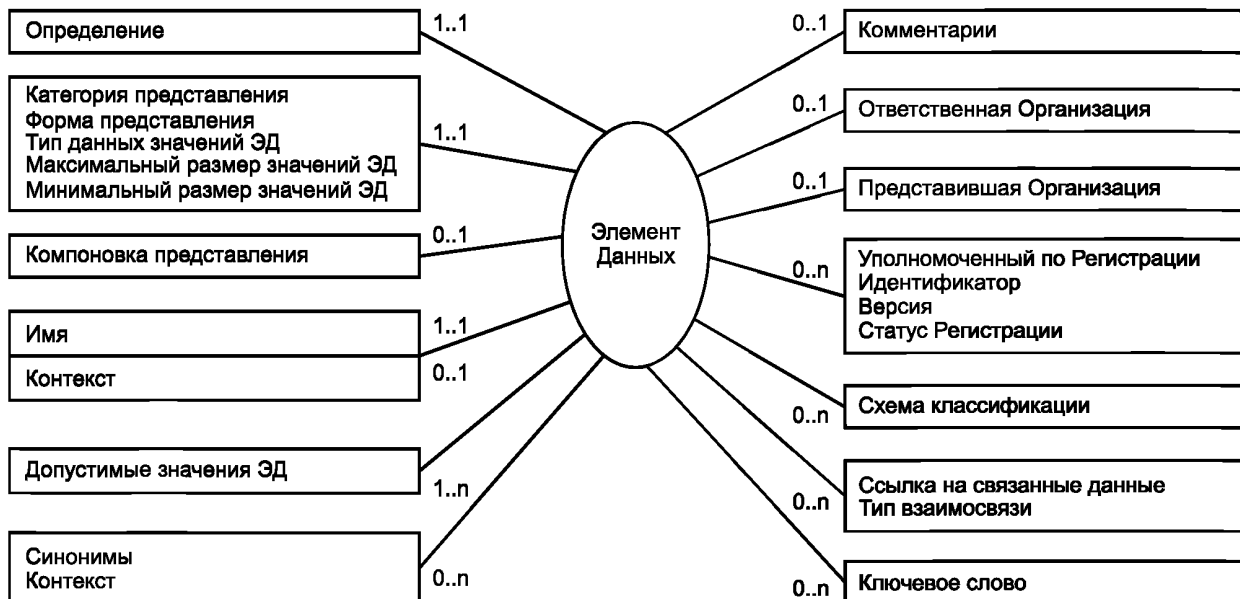 Определение
1..1
Категория представления
Форма представления
Тип данных значений ЭД
Максимальный размер значений ЭД
Минимальный размер значений ЭД
1..1
Компоновка представления
0..1
Имя
1..1
Контекст
0..1
Допустимые значения ЭД
1..n
Синонимы
Контекст
0..n
Элемент
Данных
0..1
Комментарии
0..1
Ответственная Организация
0..1
Представившая Организация
0..n
Уполномоченный по Регистрации
Идентификатор
Версия
Статус Регистрации
0..n
Схема классификации
0..n
Ссылка на связанные данные
Тип взаимосвязи
0..n
Ключевое слово